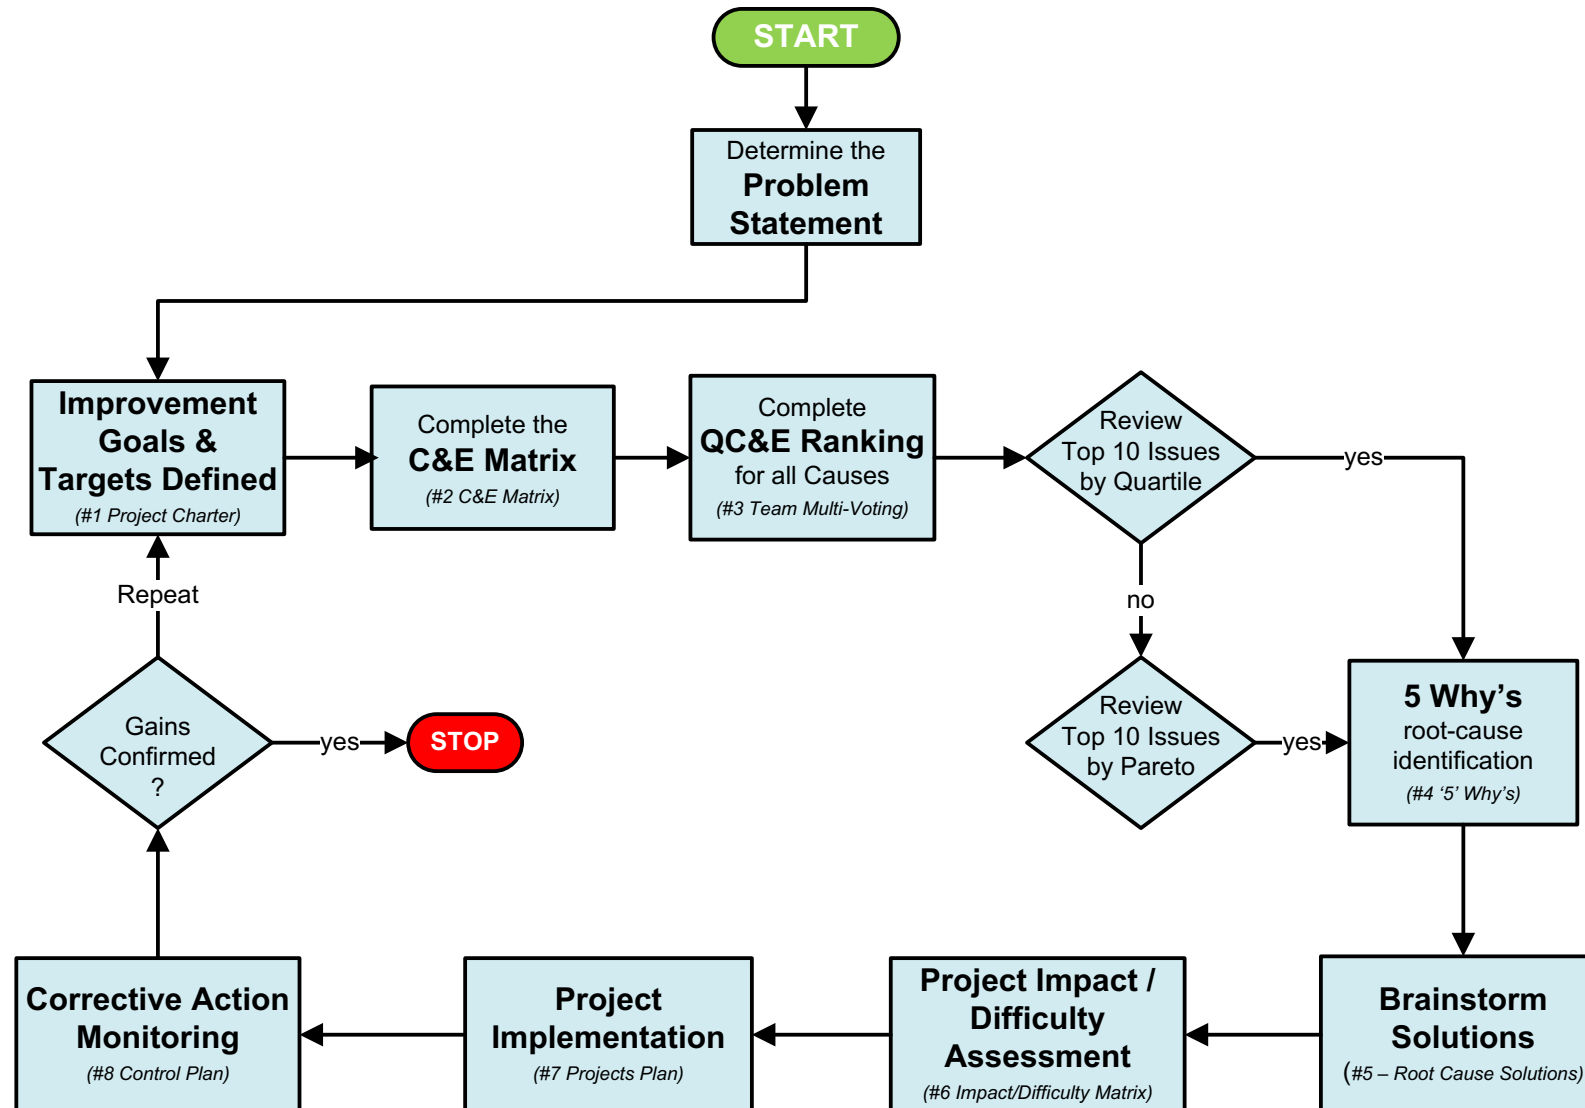 START
Determine the
Problem
Statement
Improvement
Goals &
Targets Defined
(#1 Project Charter)
Complete the
C&E Matrix
(#2 C&E Matrix)
Complete
QC&E Ranking
for all Causes
(#3 Team Multi-Voting)
Review
Top 10 Issues
by Quartile
yes
no
Review
Top 10 Issues
by Pareto
yes
5 Why’s
root-cause
identification
(#4 ‘5’ Why’s)
Brainstorm
Solutions
(#5 – Root Cause Solutions)
Project Impact /
Difficulty
Assessment
(#6 Impact/Difficulty Matrix)
Project
Implementation
(#7 Projects Plan)
Corrective Action
Monitoring
(#8 Control Plan)
Gains
Confirmed
?
yes
STOP
Repeat